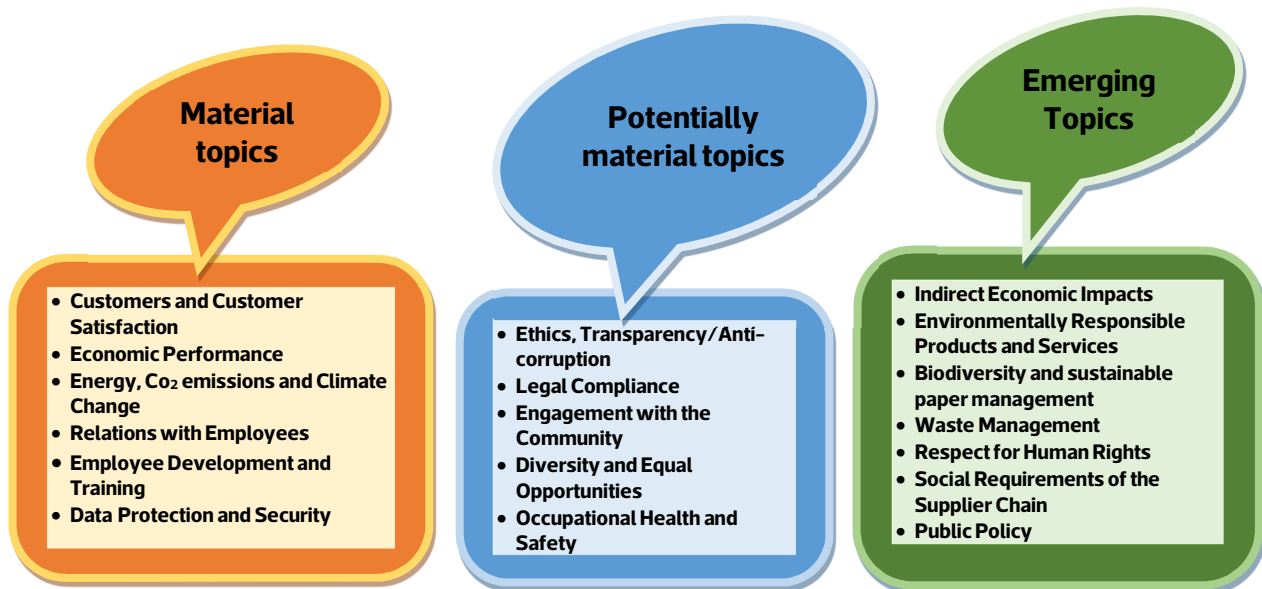 Material
topics
• Customers and Customer
Satisfaction
• Economic Performance
• Energy, Co₂ emissions and Climate
Change
• Relations with Employees
• Employee Development and
Training
• Data Protection and Security
Potentially
material topics
• Ethics, Transparency/Anti-
corruption
• Legal Compliance
• Engagement with the
Community
• Diversity and Equal
Opportunities
• Occupational Health and
Safety
Emerging
Topics
• Indirect Economic Impacts
• Environmentally Responsible
Products and Services
• Biodiversity and sustainable
paper management
• Waste Management
• Respect for Human Rights
• Social Requirements of the
Supplier Chain
• Public Policy